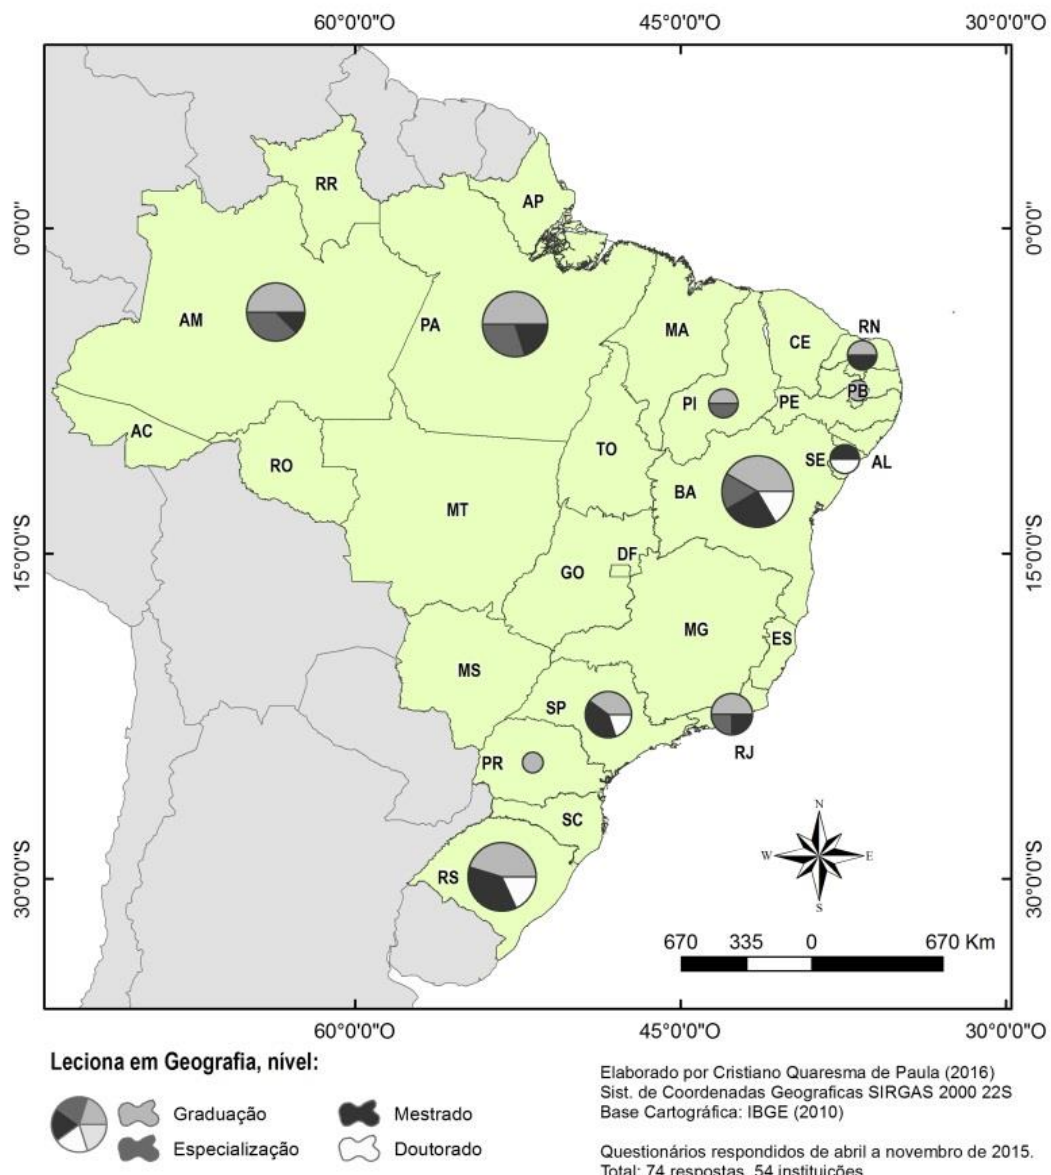 60°0'0"O 45°0'0"O 30°0'0"O
0°0'0" 0°0'0"
RR
AP
AM
PA
MA
CE
RN
PB
PI
PE
AC
TO
SE
AL
RO
BA
MT
15°0'0"S 15°0'0"S
DF
GO
MG
ES
MS
SP
RJ
PR
SC
N
W E
S
RS
30°0'0"S 30°0'0"S
670 335 0 670 Km
60°0'0"O 45°0'0"O 30°0'0"O
Leciona em Geografia, nível:
Graduação
Especialização
Mestrado
Doutorado
Elaborado por Cristiano Quaresma de Paula (2016)
Sist. de Coordenadas Geograficas SIRGAS 2000 22S
Base Cartográfica: IBGE (2010)
Questionários respondidos de abril a novembro de 2015.
Total: 74 respostas, 54 instituições